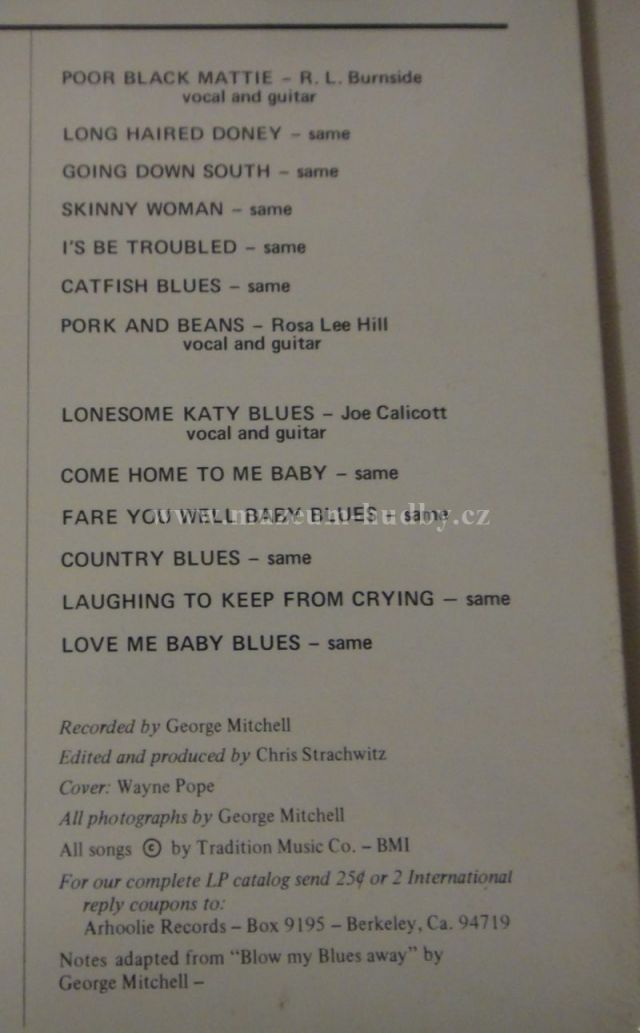 POOR BLACK MATTIE – R. L. Burnside
vocal and guitar
LONG HAIRED DONEY – same
GOING DOWN SOUTH – same
SKINNY WOMAN – same
I'S BE TROUBLED – same
CATFISH BLUES – same
PORK AND BEANS – Rosa Lee Hill
vocal and guitar
LONESOME KATY BLUES – Joe Calicott
vocal and guitar
COME HOME TO ME BABY – same
FARE YOU WELL BABY BLUES – same
www.muzeum-hudby.cz
COUNTRY BLUES – same
LAUGHING TO KEEP FROM CRYING – same
LOVE ME BABY BLUES – same
Recorded by George Mitchell
Edited and produced by Chris Strachwitz
Cover: Wayne Pope
All photographs by George Mitchell
All songs © by Tradition Music Co. – BMI
For our complete LP catalog send 25¢ or 2 International
reply coupons to:
Arhoolie Records – Box 9195 – Berkeley, Ca. 94719
Notes adapted from "Blow my Blues away" by
George Mitchell –